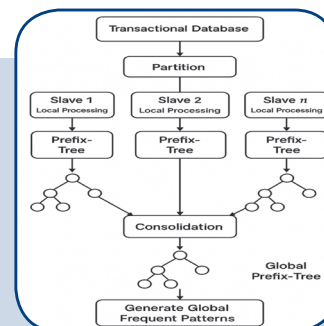 Transactional Database
Partition
Slave 1
Local Processing
Slave 2
Local Processing
Slave n
Local Processing
Prefix-
Tree
Prefix-
Tree
Prefix-
Tree
Consolidation
Global
Prefix-Tree
Generate Global
Frequent Patterns